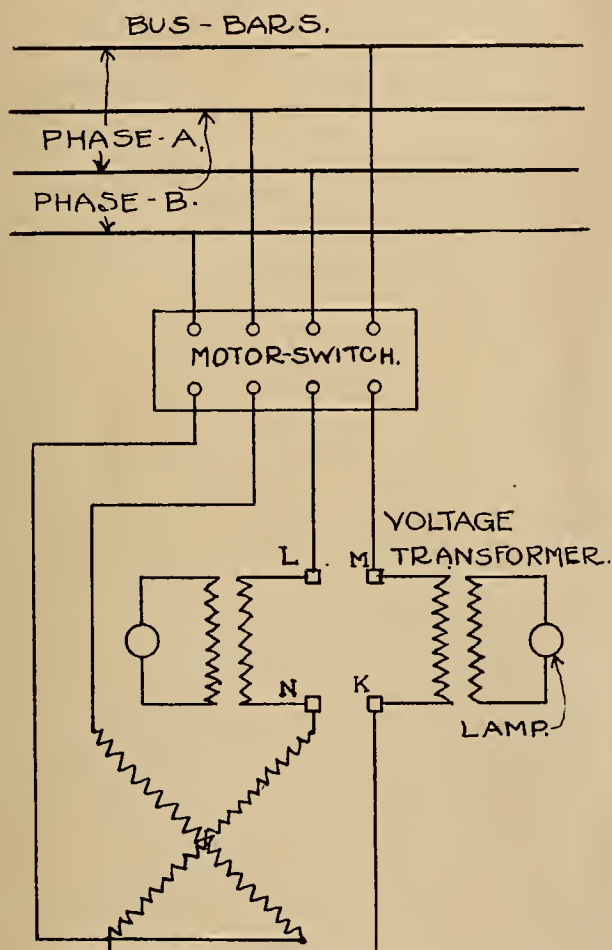 BUS-BARS.
PHASE-A.
PHASE-B.
MOTOR-SWITCH.
VOLTAGE
TRANSFORMER.
L
M
N
K
LAMP.